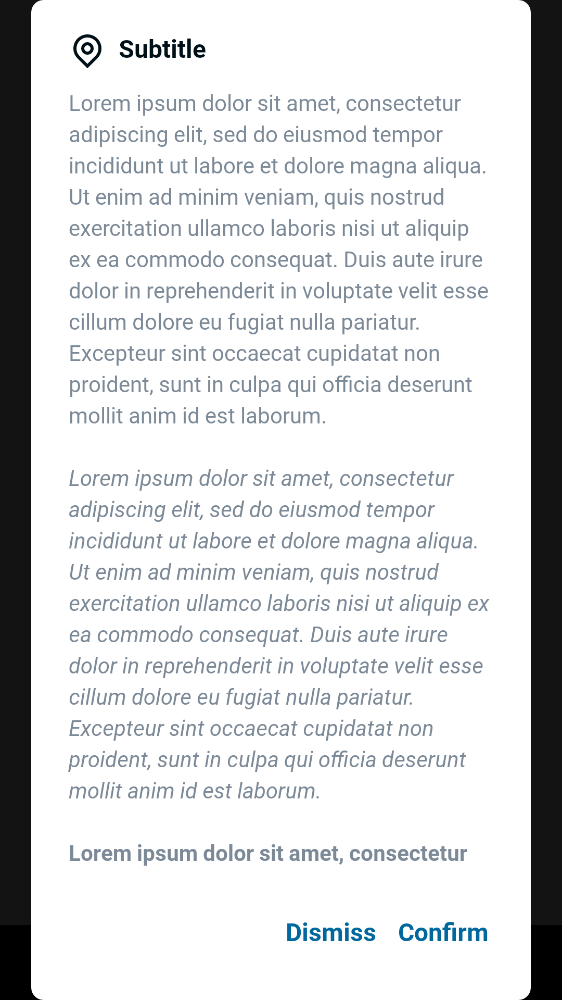 Subtitle
Lorem ipsum dolor sit amet, consectetur
adipiscing elit, sed do eiusmod tempor
incididunt ut labore et dolore magna aliqua.
Ut enim ad minim veniam, quis nostrud
exercitation ullamco laboris nisi ut aliquip
ex ea commodo consequat. Duis aute irure
dolor in reprehenderit in voluptate velit esse
cillum dolore eu fugiat nulla pariatur.
Excepteur sint occaecat cupidatat non
proident, sunt in culpa qui officia deserunt
mollit anim id est laborum.
Lorem ipsum dolor sit amet, consectetur
adipiscing elit, sed do eiusmod tempor
incididunt ut labore et dolore magna aliqua.
Ut enim ad minim veniam, quis nostrud
exercitation ullamco laboris nisi ut aliquip ex
ea commodo consequat. Duis aute irure
dolor in reprehenderit in voluptate velit esse
cillum dolore eu fugiat nulla pariatur.
Excepteur sint occaecat cupidatat non
proident, sunt in culpa qui officia deserunt
mollit anim id est laborum.
Lorem ipsum dolor sit amet, consectetur
Dismiss Confirm